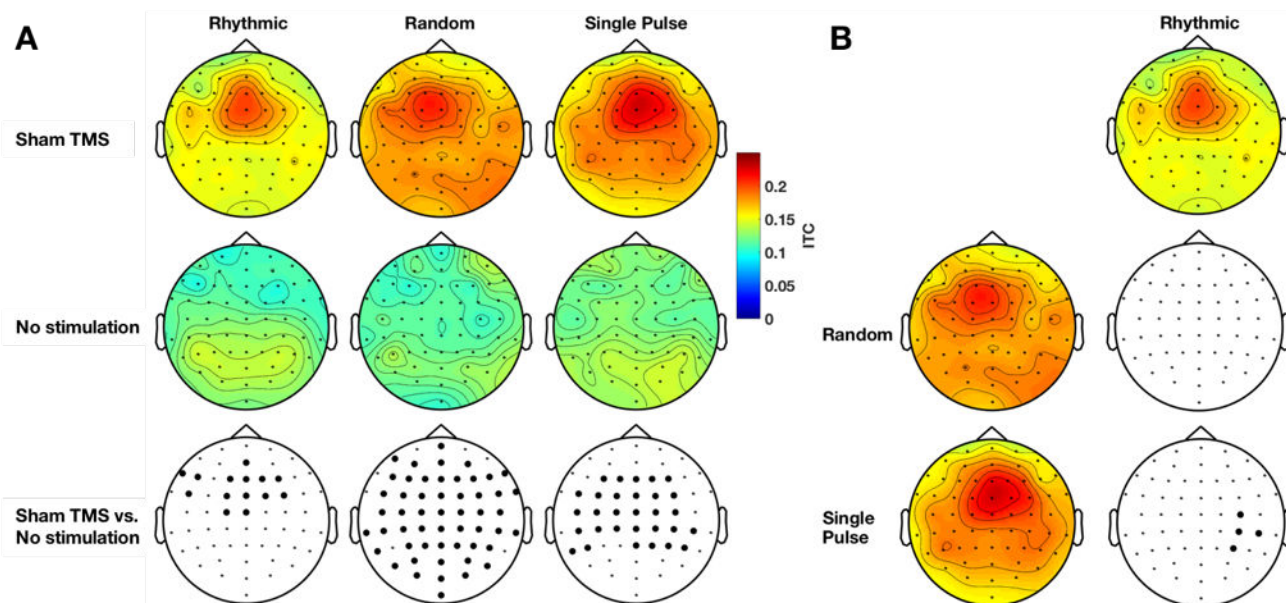 A
Rhythmic
Random
Single Pulse
B
Rhythmic
Sham TMS
0.2
0.15
0.1
0.05
0
ITC
No stimulation
Random
Sham TMS vs.
No stimulation
Single
Pulse